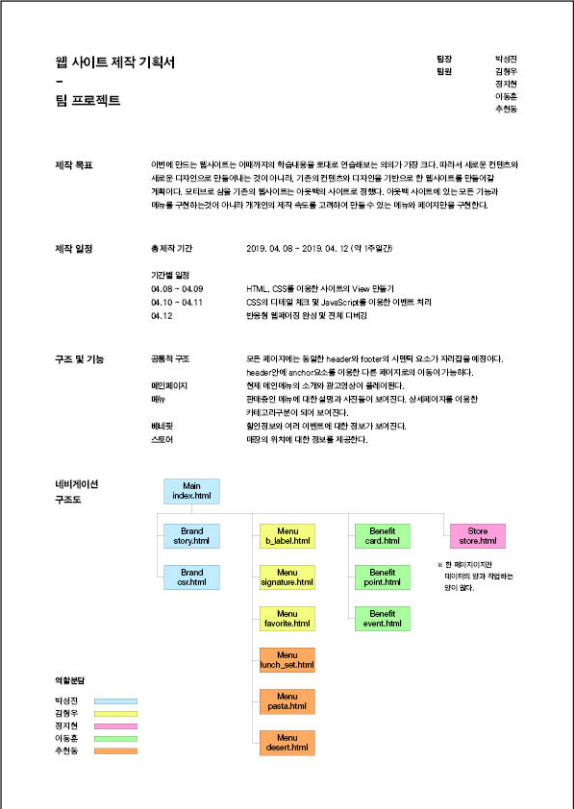 웹 사이트 제작 기획서
–
팀 프로젝트
팀장 박성진
팀원 김형우
정지현
이동훈
추현동
제작 목표
이번에 만드는 웹사이트는 이때까지의 학습내용을 토대로 연습해보는 의의가 가장 크다. 따라서 새로운 컨텐츠와
새로운 디자인으로 만들어내는 것이 아니라, 기존의 컨텐츠와 디자인을 기반으로 한 웹사이트를 만들어갈
계획이다. 모티브로 삼을 기존의 웹사이트는 아웃백의 사이트로 정했다. 아웃백 사이트에 있는 모든 기능과
메뉴를 구현하는것이 아니라 개개인의 제작 속도를 고려하여 만들 수 있는 메뉴와 페이지만을 구현한다.
제작 일정
총 제작 기간 2019. 04. 08 ~ 2019. 04. 12 (약 1주일간)
기간별 일정
04.08 ~ 04.09 HTML, CSS를 이용한 사이트의 View 만들기
04.10 ~ 04.11 CSS의 디테일 체크 및 JavaScript를 이용한 이벤트 처리
04.12 반응형 웹페이징 완성 및 전체 디버깅
구조 및 기능
공통적 구조 모든 페이지에는 동일한 header와 footer의 시멘틱 요소가 자리잡을 예정이다.
header안에 anchor요소를 이용한 다른 페이지로의 이동이 가능하다.
메인페이지 현재 메인메뉴의 소개와 광고영상이 플레이된다.
메뉴 판매중인 메뉴에 대한 설명과 사진들이 보여진다. 상세페이지를 이용한
카테고리구분이 되어 보여진다.
베네핏 할인정보와 여러 이벤트에 대한 정보가 보여진다.
스토어 매장의 위치에 대한 정보를 제공한다.
네비게이션
구조도
Main
index.html
Brand
story.html
Menu
b_label.html
Benefit
card.html
Store
store.html
Brand
csr.html
Menu
signature.html
Benefit
point.html
※ 한 페이지이지만
데이터의 양과 작업하는
양이 많다.
Menu
favorite.html
Benefit
event.html
Menu
lunch_set.html
Menu
pasta.html
Menu
desert.html
역할분담
박성진
김형우
정지현
이동훈
추현동